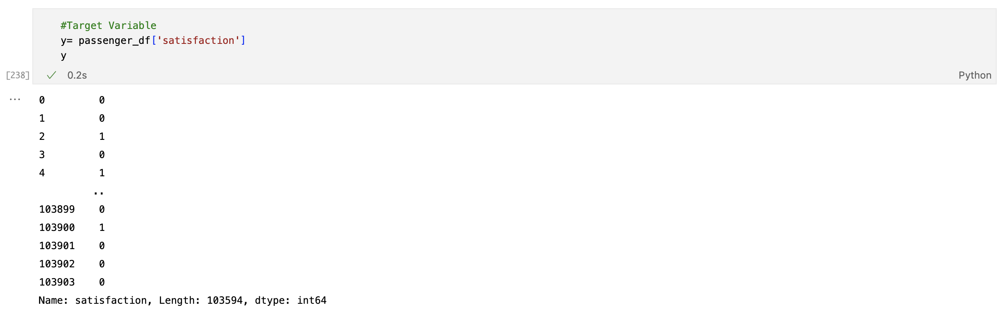 #Target Variable
y= passenger_df['satisfaction']
y
[238] ✓ 0.2s Python
... 0 0
1 0
2 1
3 0
4 1
..
103899 0
103900 1
103901 0
103902 0
103903 0
Name: satisfaction, Length: 103594, dtype: int64